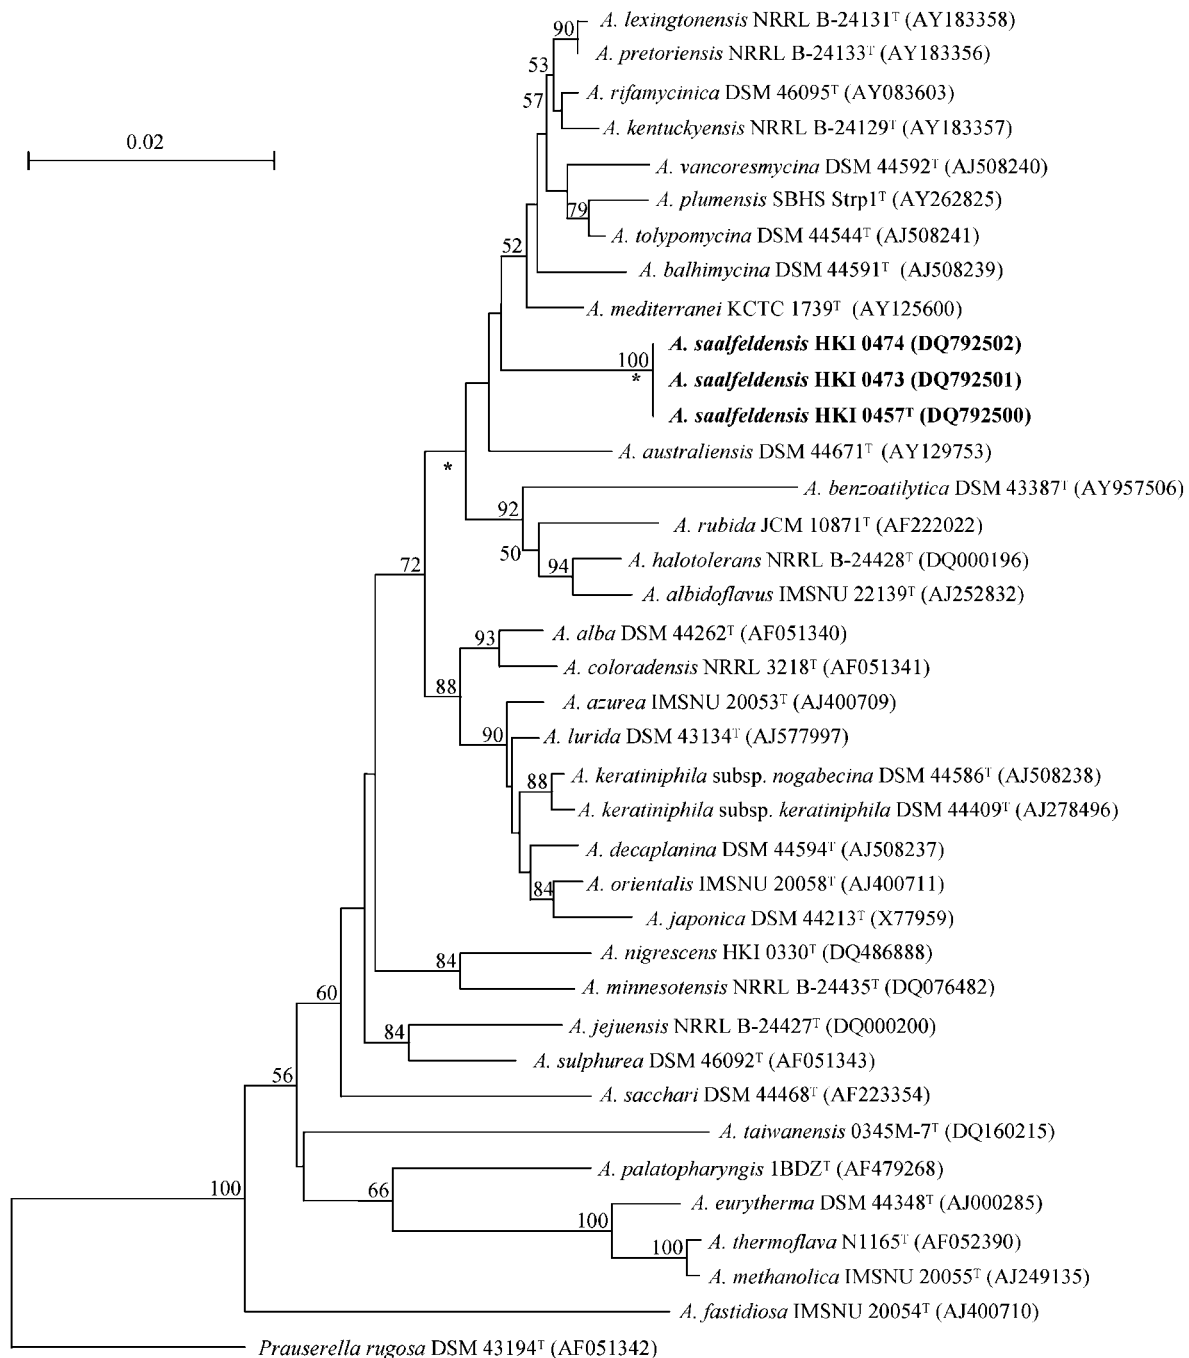 A. lexingtonensis NRRL B-24131ᵀ (AY183358)
90
A. pretoriensis NRRL B-24133ᵀ (AY183356)
53
A. rifamycinica DSM 46095ᵀ (AY083603)
57
A. kentuckyensis NRRL B-24129ᵀ (AY183357)
0.02
A. vancoresmycina DSM 44592ᵀ (AJ508240)
A. plumensis SBHS Strp1ᵀ (AY262825)
79
A. tolypomycina DSM 44544ᵀ (AJ508241)
52
A. balhimycina DSM 44591ᵀ (AJ508239)
A. mediterranei KCTC 1739ᵀ (AY125600)
A. saalfeldensis HKI 0474 (DQ792502)
100
*
A. saalfeldensis HKI 0473 (DQ792501)
A. saalfeldensis HKI 0457ᵀ (DQ792500)
A. australiensis DSM 44671ᵀ (AY129753)
*
A. benzoatilytica DSM 43387ᵀ (AY957506)
92
A. rubida JCM 10871ᵀ (AF222022)
50
A. halotolerans NRRL B-24428ᵀ (DQ000196)
94
72
A. albidoflavus IMSNU 22139ᵀ (AJ252832)
A. alba DSM 44262ᵀ (AF051340)
93
A. coloradensis NRRL 3218ᵀ (AF051341)
88
A. azurea IMSNU 20053ᵀ (AJ400709)
90
A. lurida DSM 43134ᵀ (AJ577997)
A. keratiniphila subsp. nogabecina DSM 44586ᵀ (AJ508238)
88
A. keratiniphila subsp. keratiniphila DSM 44409ᵀ (AJ278496)
A. decaplanina DSM 44594ᵀ (AJ508237)
A. orientalis IMSNU 20058ᵀ (AJ400711)
84
A. japonica DSM 44213ᵀ (X77959)
A. nigrescens HKI 0330ᵀ (DQ486888)
84
A. minnesotensis NRRL B-24435ᵀ (DQ076482)
60
A. jejuensis NRRL B-24427ᵀ (DQ000200)
84
A. sulphurea DSM 46092ᵀ (AF051343)
56
A. sacchari DSM 44468ᵀ (AF223354)
A. taiwanensis 0345M-7ᵀ (DQ160215)
A. palatopharyngis 1BDZᵀ (AF479268)
66
100
A. eurytherma DSM 44348ᵀ (AJ000285)
100
A. thermoflava N1165ᵀ (AF052390)
100
A. methanolica IMSNU 20055ᵀ (AJ249135)
A. fastidiosa IMSNU 20054ᵀ (AJ400710)
Prauserella rugosa DSM 43194ᵀ (AF051342)